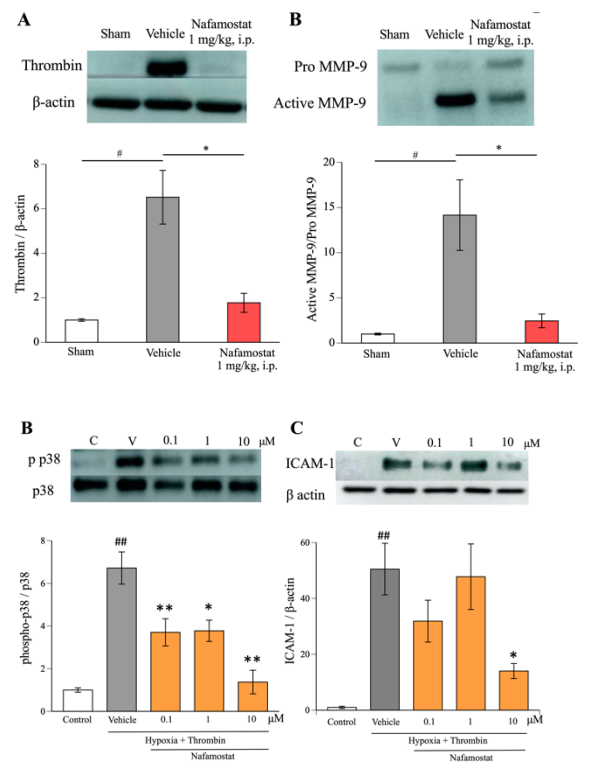 A
Sham
Vehicle
Nafamostat
1 mg/kg, i.p.
Thrombin
β-actin
#
*
Thrombin / β-actin
8
6
4
2
0
Sham
Vehicle
Nafamostat
1 mg/kg, i.p.
B
Sham
Vehicle
Nafamostat
1 mg/kg, i.p.
Pro MMP-9
Active MMP-9
#
*
Active MMP-9/Pro MMP-9
20
15
10
5
0
Sham
Vehicle
Nafamostat
1 mg/kg, i.p.
B
C V 0.1 1 10 μM
p p38
p38
phospho-p38 / p38
8
6
4
2
0
##
**
*
**
Control Vehicle 0.1 1 10 μM
Hypoxia + Thrombin
Nafamostat
C
C V 0.1 1 10 μM
ICAM-1
β actin
ICAM-1 / β-actin
60
40
20
0
##
*
Control Vehicle 0.1 1 10 μM
Hypoxia + Thrombin
Nafamostat